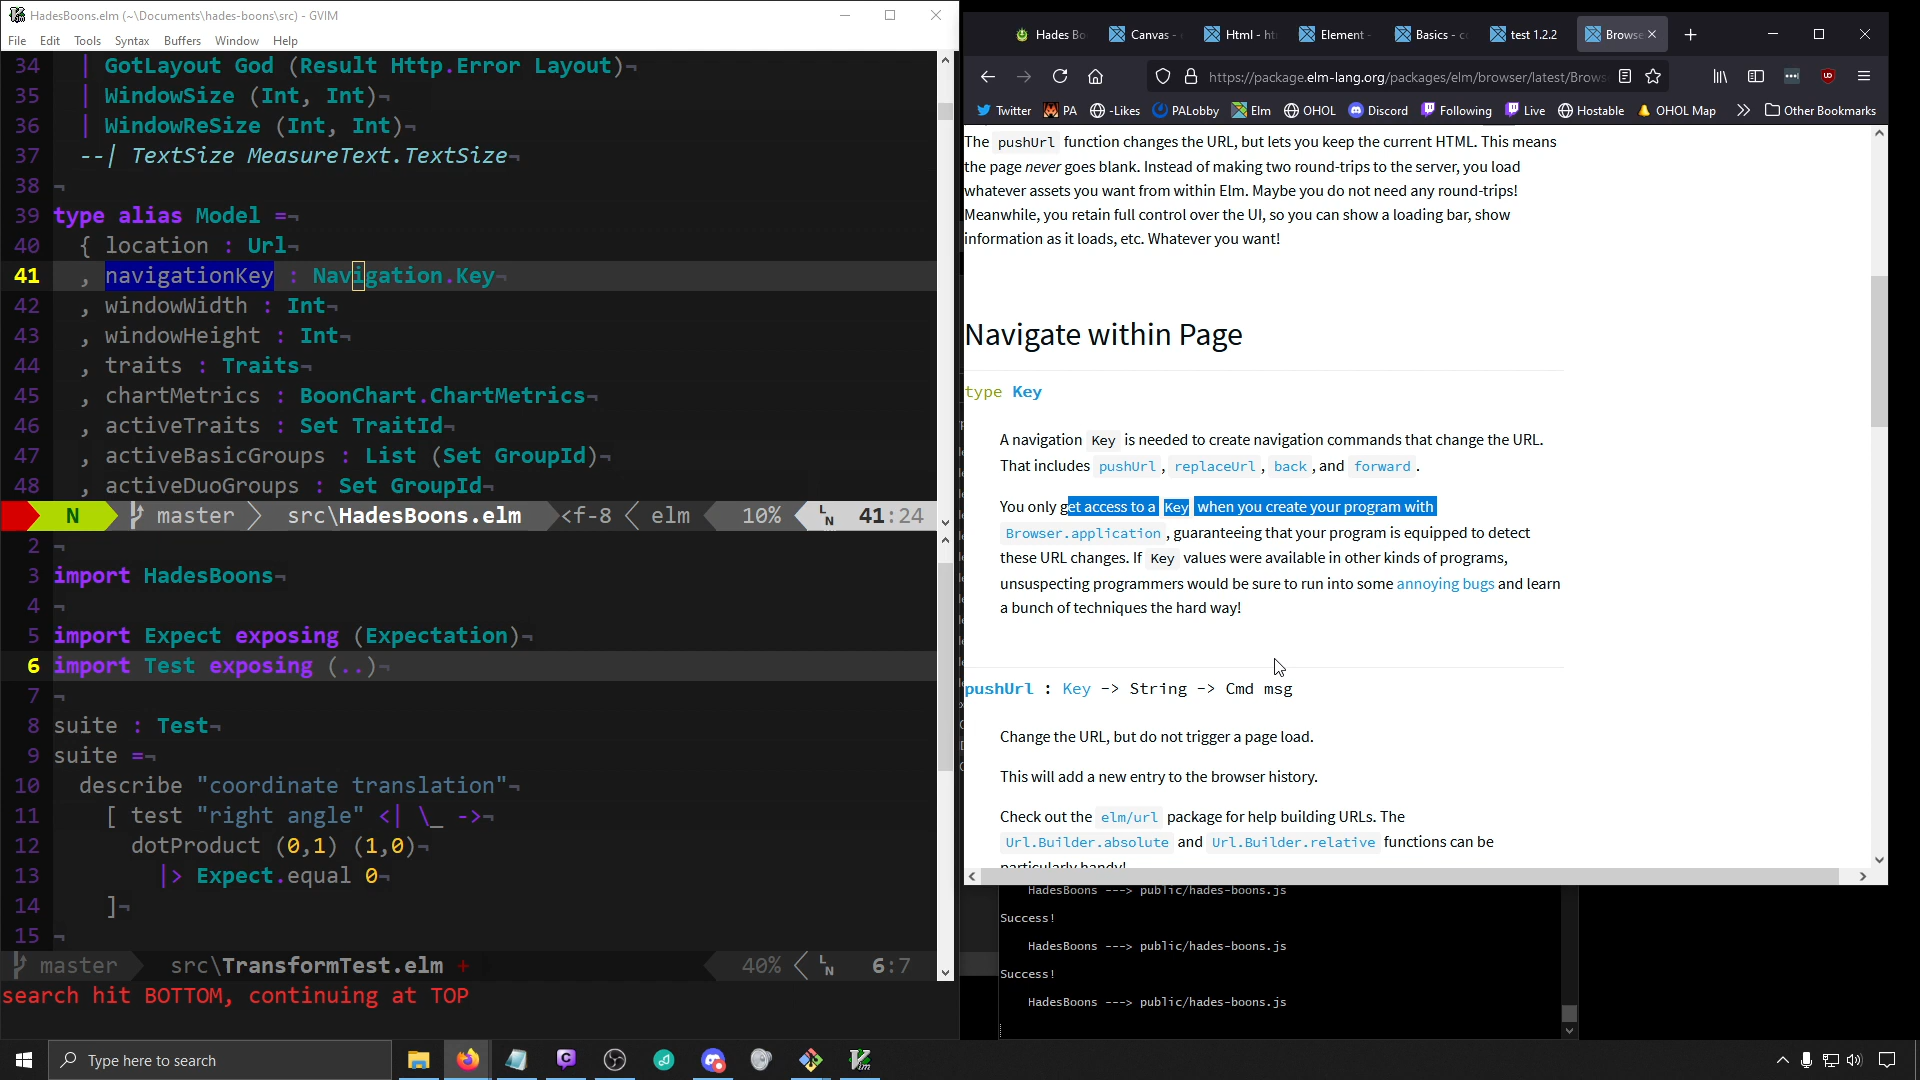 HadesBoons.elm (~\Documents\hades-boons\src) - GVIM
File Edit Tools Syntax Buffers Window Help
34 | GotLayout God (Result Http.Error Layout)¬
35 | WindowSize (Int, Int)¬
36 | WindowReSize (Int, Int)¬
37 --| TextSize MeasureText.TextSize¬
38 ¬
39 type alias Model =¬
40 { location : Url¬
41 , navigationKey : Navigation.Key¬
42 , windowWidth : Int¬
43 , windowHeight : Int¬
44 , traits : Traits¬
45 , chartMetrics : BoonChart.ChartMetrics¬
46 , activeTraits : Set TraitId¬
47 , activeBasicGroups : List (Set GroupId)¬
48 , activeDuoGroups : Set GroupId¬
N master src\HadesBoons.elm <f-8 elm 10% LN 41:24
2 ¬
3 import HadesBoons¬
4 ¬
5 import Expect exposing (Expectation)¬
6 import Test exposing (..)¬
7 ¬
8 suite : Test¬
9 suite =¬
10 describe "coordinate translation"¬
11 [ test "right angle" <| \_ ->¬
12 dotProduct (0,1) (1,0)¬
13 |> Expect.equal 0¬
14 ]¬
15 ¬
master src\TransformTest.elm + 40% LN 6:7
search hit BOTTOM, continuing at TOP
Hades Bo Canvas - Html - ht Element - Basics - c test 1.2.2 Browse
https://package.elm-lang.org/packages/elm/browser/latest/Brows
Twitter PA -Likes PALobby Elm OHOL Discord Following Live Hostable OHOL Map Other Bookmarks
The pushUrl function changes the URL, but lets you keep the current HTML. This means
the page never goes blank. Instead of making two round-trips to the server, you load
whatever assets you want from within Elm. Maybe you do not need any round-trips!
Meanwhile, you retain full control over the UI, so you can show a loading bar, show
information as it loads, etc. Whatever you want!
Navigate within Page
type Key
A navigation Key is needed to create navigation commands that change the URL.
That includes pushUrl, replaceUrl, back, and forward.
You only get access to a Key when you create your program with
Browser.application, guaranteeing that your program is equipped to detect
these URL changes. If Key values were available in other kinds of programs,
unsuspecting programmers would be sure to run into some annoying bugs and learn
a bunch of techniques the hard way!
pushUrl : Key -> String -> Cmd msg
Change the URL, but do not trigger a page load.
This will add a new entry to the browser history.
Check out the elm/url package for help building URLs. The
Url.Builder.absolute and Url.Builder.relative functions can be
particularly handy!
HadesBoons ---> public/hades-boons.js
Success!
HadesBoons ---> public/hades-boons.js
Success!
HadesBoons ---> public/hades-boons.js
Type here to search